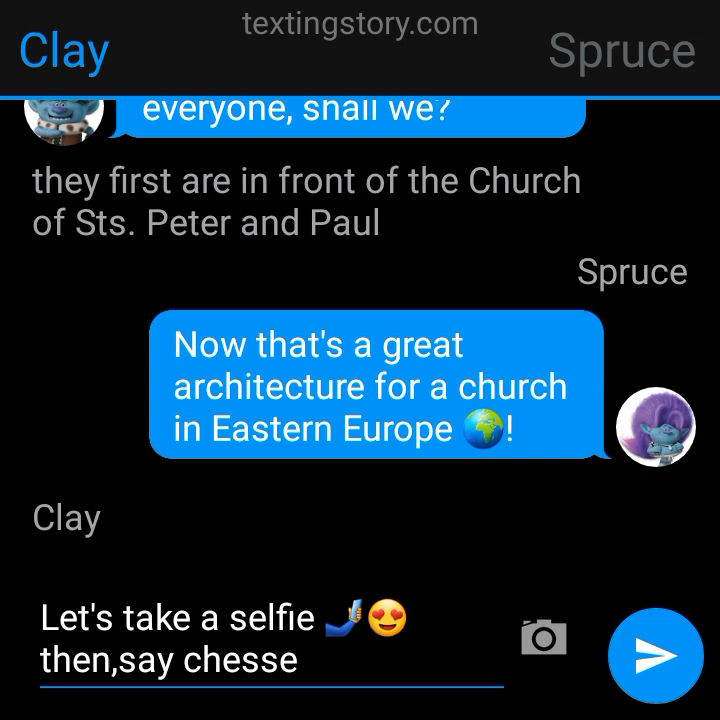 textingstory.com
Clay
Spruce
everyone, shall we?
they first are in front of the Church
of Sts. Peter and Paul
Spruce
Now that's a great
architecture for a church
in Eastern Europe 🌍!
Clay
Let's take a selfie 🤳😍
then,say chesse